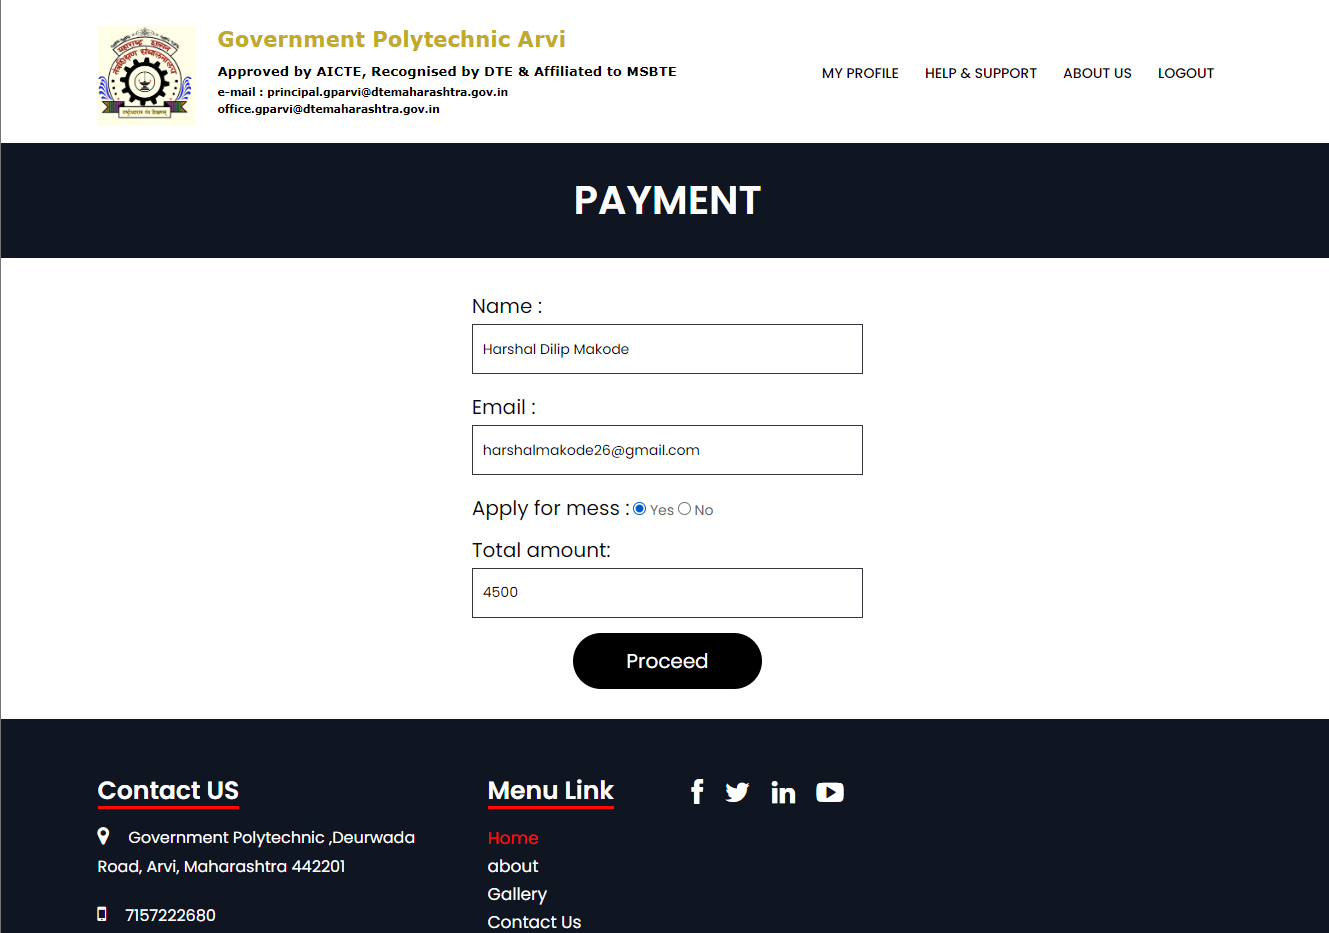 Government Polytechnic Arvi
Approved by AICTE, Recognised by DTE & Affiliated to MSBTE
e-mail : principal.gparvi@dtemaharashtra.gov.in
office.gparvi@dtemaharashtra.gov.in
MY PROFILE HELP & SUPPORT ABOUT US LOGOUT
PAYMENT
Name :
Harshal Dilip Makode
Email :
harshalmakode26@gmail.com
Apply for mess : Yes No
Total amount:
4500
Proceed
Contact US
Government Polytechnic ,Deurwada
Road, Arvi, Maharashtra 442201
7157222680
Menu Link
Home
about
Gallery
Contact Us